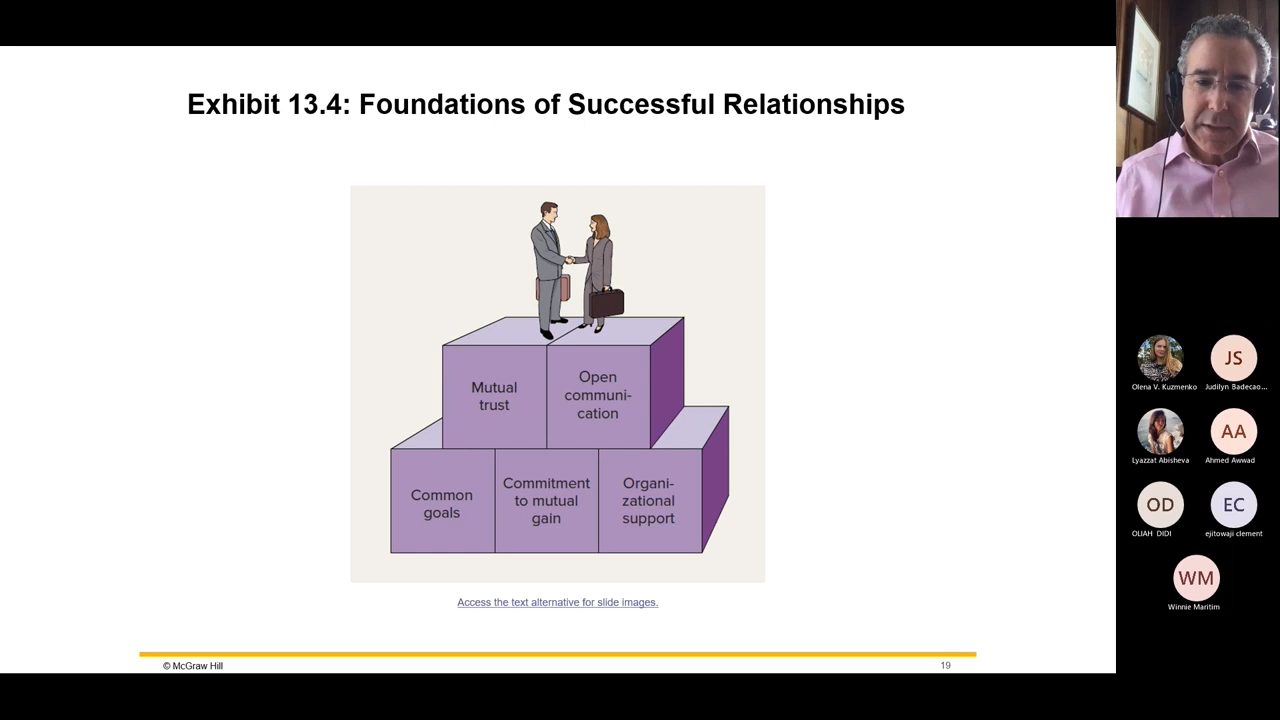 Exhibit 13.4: Foundations of Successful Relationships
Mutual
trust
Open
communi-
cation
Common
goals
Commitment
to mutual
gain
Organi-
zational
support
Access the text alternative for slide images.
© McGraw Hill
19
Olena V. Kuzmenko
JS
Judilyn Badecao...
Lyazzat Abisheva
AA
Ahmed Awwad
OD
OLIAH DIDI
EC
ejitowaji clement
WM
Winnie Maritim